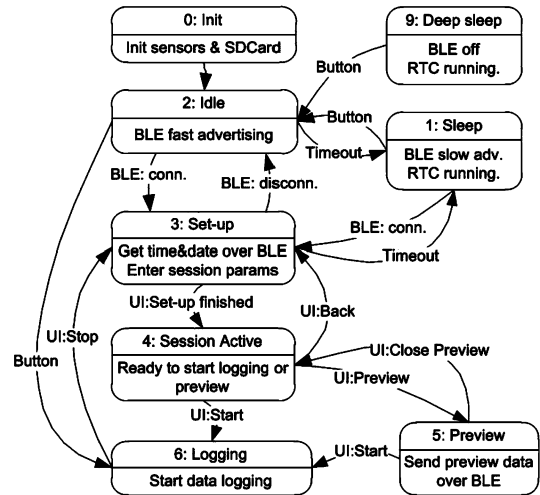 0: Init
Init sensors & SDCard
9: Deep sleep
BLE off
RTC running.
Button
2: Idle
BLE fast advertising
Button
Timeout
1: Sleep
BLE slow adv.
RTC running.
BLE: conn.
BLE: disconn.
3: Set-up
Get time&date over BLE
Enter session params
BLE: conn.
Timeout
UI:Set-up finished
UI:Back
UI:Stop
Button
4: Session Active
Ready to start logging or
preview
UI:Close Preview
UI:Preview
UI:Start
6: Logging
Start data logging
UI:Start
5: Preview
Send preview data
over BLE